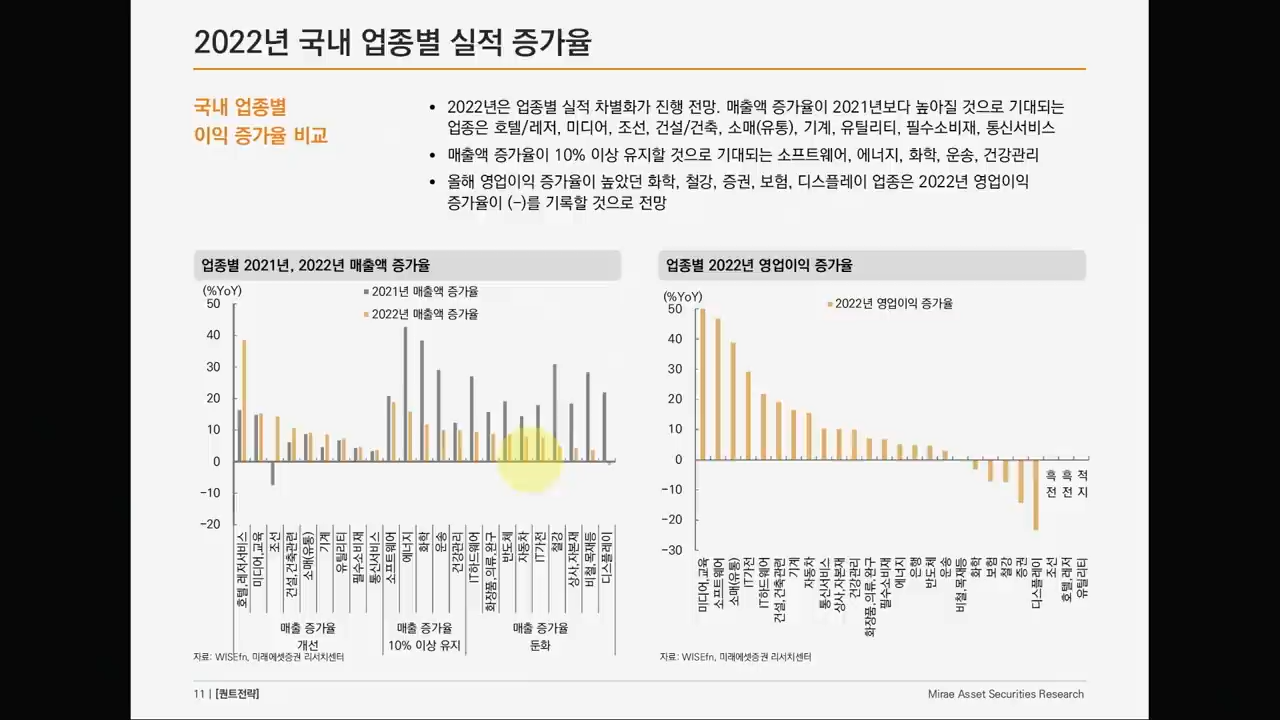 2022년 국내 업종별 실적 증가율
국내 업종별
이익 증가율 비교
• 2022년은 업종별 실적 차별화가 진행 전망. 매출액 증가율이 2021년보다 높아질 것으로 기대되는
업종은 호텔/레저, 미디어, 조선, 건설/건축, 소매(유통), 기계, 유틸리티, 필수소비재, 통신서비스
• 매출액 증가율이 10% 이상 유지할 것으로 기대되는 소프트웨어, 에너지, 화학, 운송, 건강관리
• 올해 영업이익 증가율이 높았던 화학, 철강, 증권, 보험, 디스플레이 업종은 2022년 영업이익
증가율이 (-)를 기록할 것으로 전망
업종별 2021년, 2022년 매출액 증가율
(%YoY)
2021년 매출액 증가율
2022년 매출액 증가율
50
40
30
20
10
0
-10
-20
호텔,레저서비스
미디어,교육
조선
건설,건축관련
소매(유통)
기계
유틸리티
필수소비재
통신서비스
소프트웨어
에너지
화학
운송
건강관리
IT하드웨어
화장품,의류,완구
반도체
자동차
IT가전
철강
상사,자본재
비철,목재등
디스플레이
매출 증가율
개선
매출 증가율
10% 이상 유지
매출 증가율
둔화
자료: WISEfn, 미래에셋증권 리서치센터
업종별 2022년 영업이익 증가율
(%YoY)
2022년 영업이익 증가율
50
40
30
20
10
0
-10
-20
-30
흑전
흑전
적지
미디어,교육
소프트웨어
소매(유통)
IT가전
IT하드웨어
건설,건축관련
기계
자동차
통신서비스
상사,자본재
건강관리
화장품,의류,완구
필수소비재
에너지
은행
반도체
운송
비철,목재등
화학
보험
철강
증권
디스플레이
조선
호텔,레저
유틸리티
자료: WISEfn, 미래에셋증권 리서치센터
11 | [퀀트전략]
Mirae Asset Securities Research